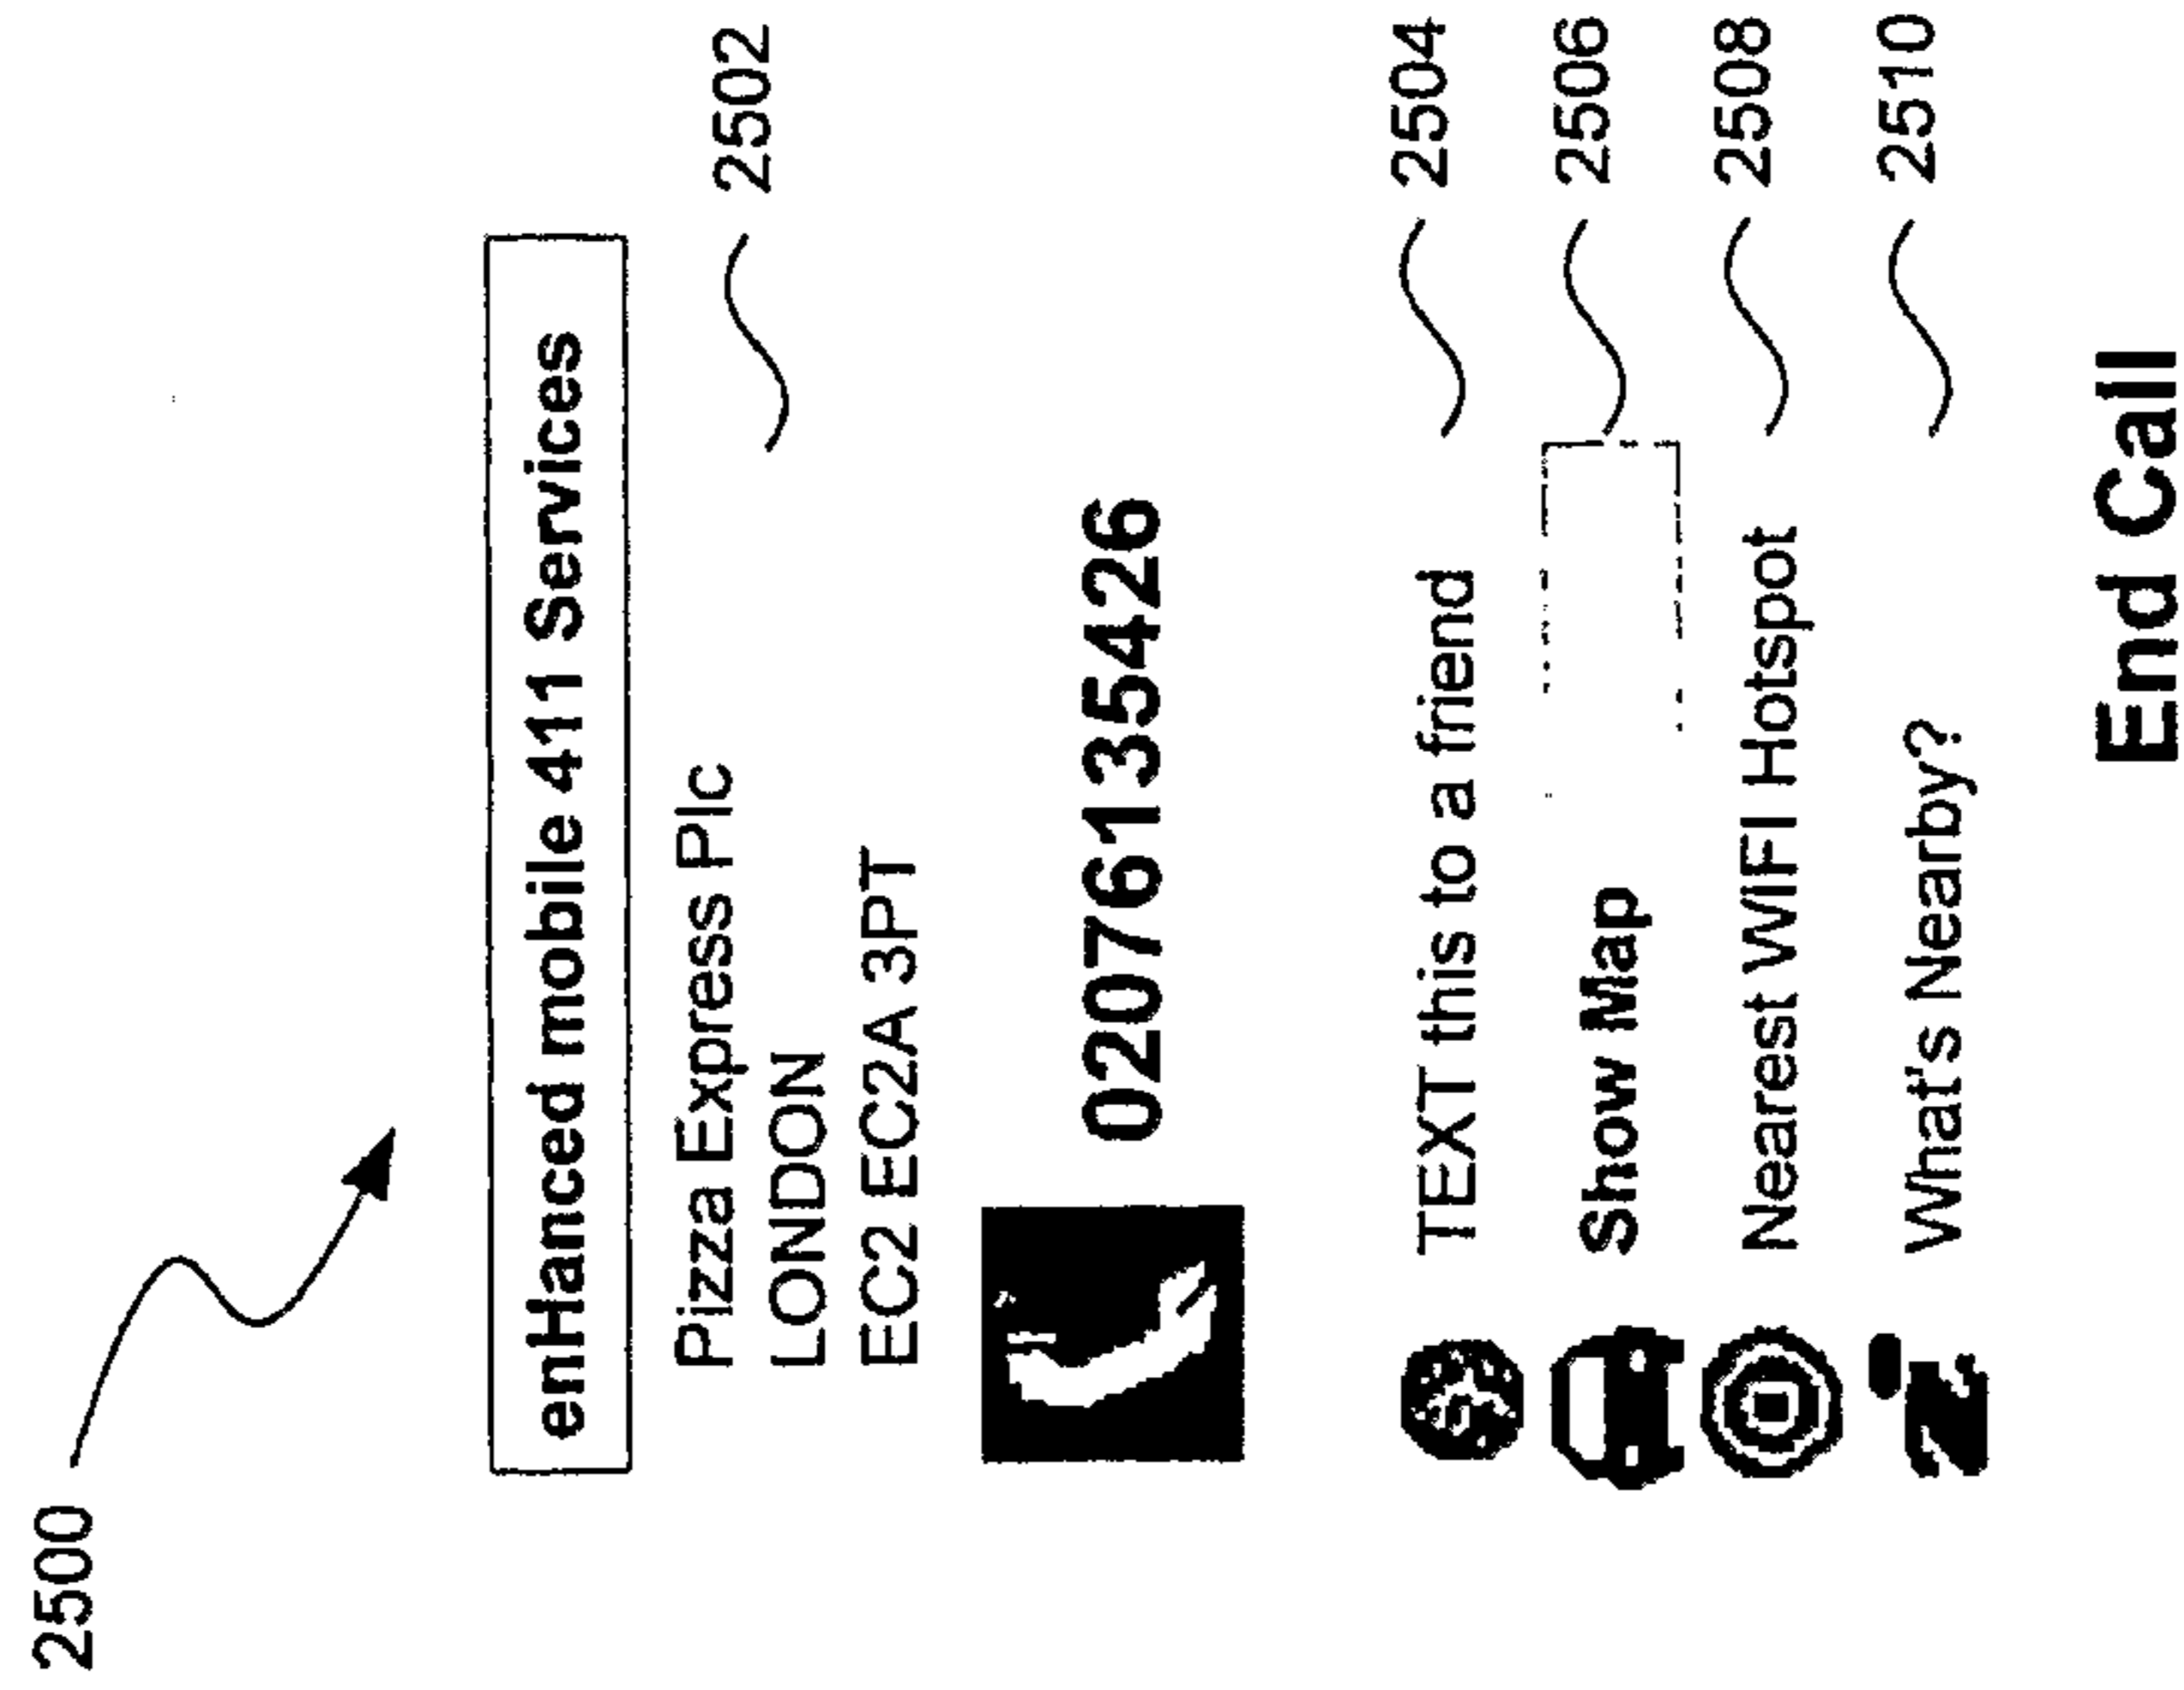 2500
enHanced mobile 411 Services
Pizza Express Plc
2502
LONDON
EC2 EC2A 3PT
02076135426
TEXT this to a friend
2504
Show Map
2506
Nearest WIFI Hotspot
2508
What's Nearby?
2510
End Call